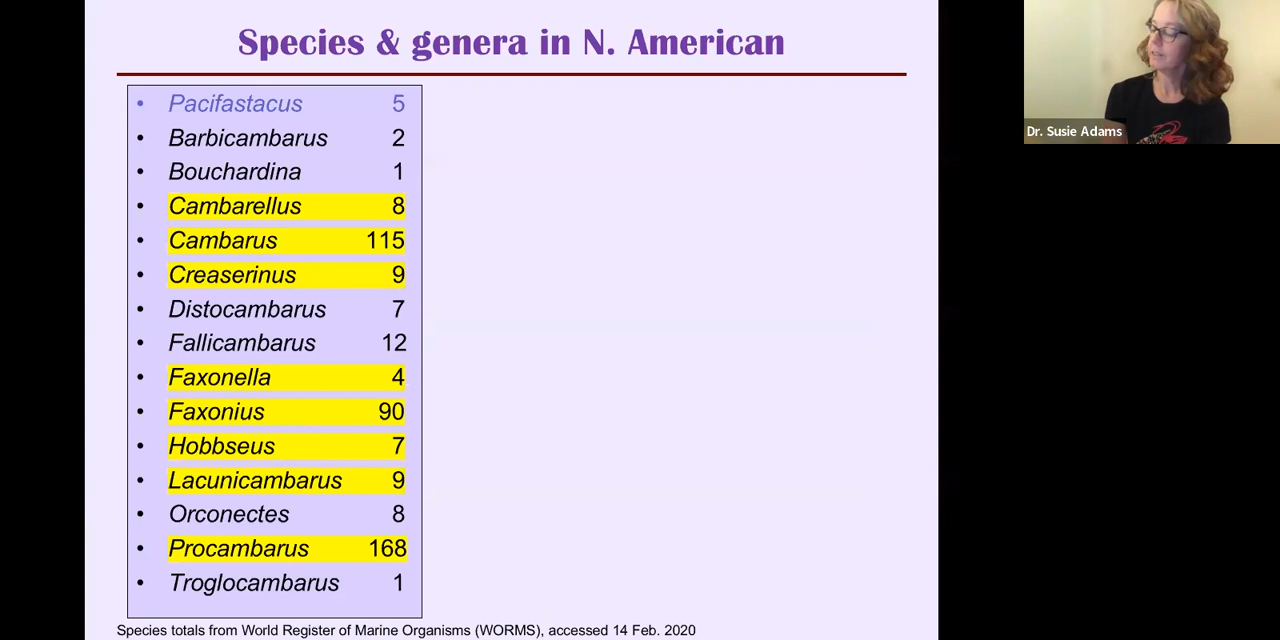 Species & genera in N. American
• Pacifastacus 5
• Barbicambarus 2
• Bouchardina 1
• Cambarellus 8
• Cambarus 115
• Creaserinus 9
• Distocambarus 7
• Fallicambarus 12
• Faxonella 4
• Faxonius 90
• Hobbseus 7
• Lacunicambarus 9
• Orconectes 8
• Procambarus 168
• Troglocambarus 1
Species totals from World Register of Marine Organisms (WORMS), accessed 14 Feb. 2020
Dr. Susie Adams